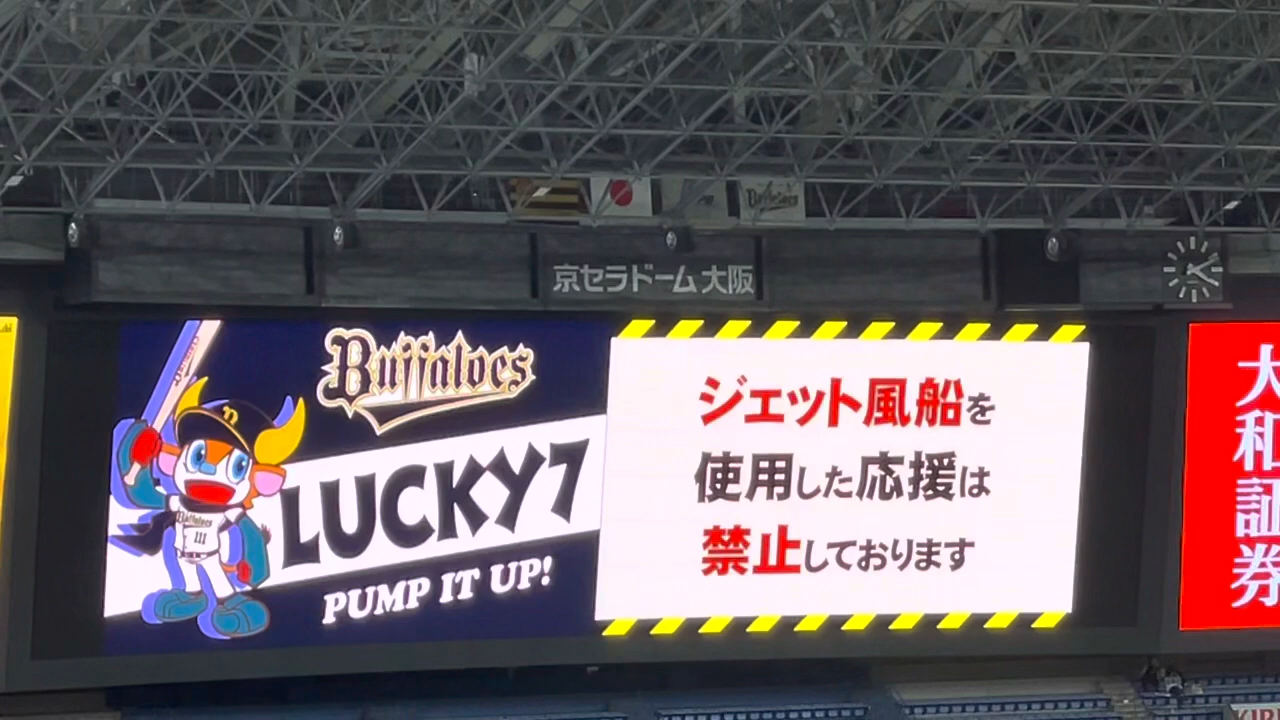 Buffaloes
京セラドーム大阪
Buffaloes
LUCKY7
PUMP IT UP!
Buffaloes
ジェット風船を
使用した応援は
禁止しております
大和証券